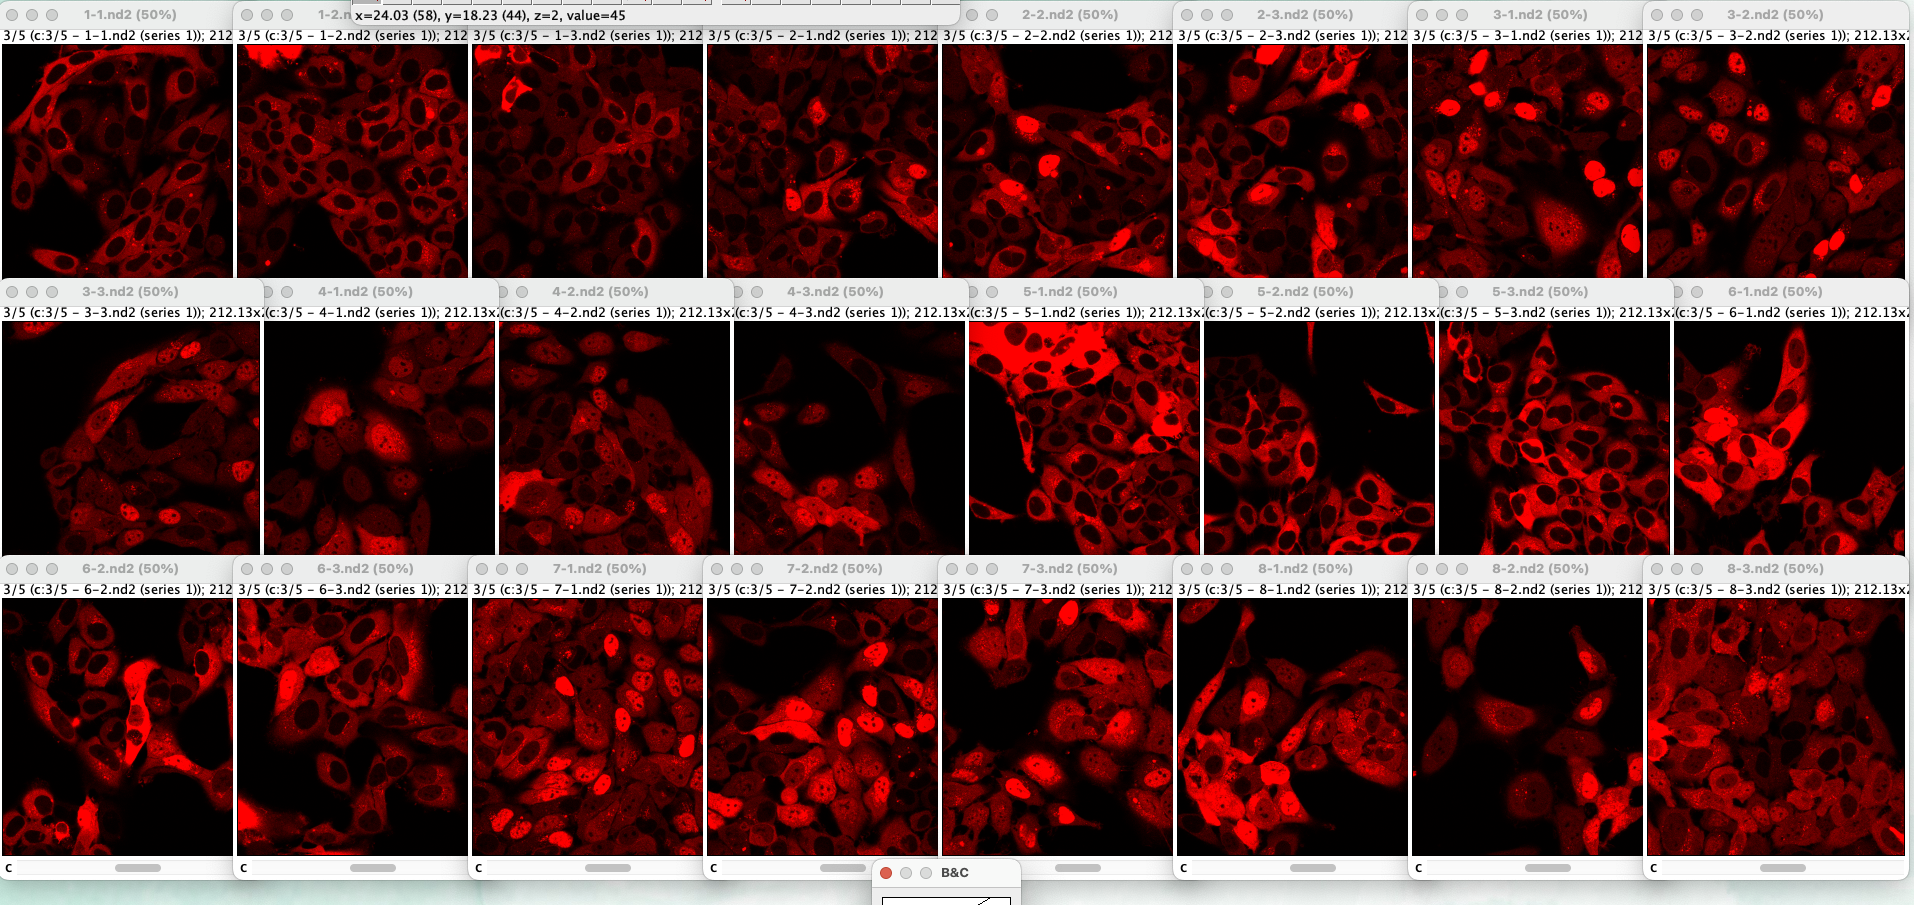 1-1.nd2 (50%)
1-2.n
x=24.03 (58), y=18.23 (44), z=2, value=45
2-2.nd2 (50%)
2-3.nd2 (50%)
3-1.nd2 (50%)
3-2.nd2 (50%)
3/5 (c:3/5 - 1-1.nd2 (series 1)); 212
3/5 (c:3/5 - 1-2.nd2 (series 1)); 212
3/5 (c:3/5 - 1-3.nd2 (series 1)); 212
3/5 (c:3/5 - 2-1.nd2 (series 1)); 212
3/5 (c:3/5 - 2-2.nd2 (series 1)); 212
3/5 (c:3/5 - 2-3.nd2 (series 1)); 212
3/5 (c:3/5 - 3-1.nd2 (series 1)); 212
3/5 (c:3/5 - 3-2.nd2 (series 1)); 212.13x2
3-3.nd2 (50%)
4-1.nd2 (50%)
4-2.nd2 (50%)
4-3.nd2 (50%)
5-1.nd2 (50%)
5-2.nd2 (50%)
5-3.nd2 (50%)
6-1.nd2 (50%)
3/5 (c:3/5 - 3-3.nd2 (series 1)); 212.13x2
(c:3/5 - 4-1.nd2 (series 1)); 212.13x2
(c:3/5 - 4-2.nd2 (series 1)); 212.13x2
(c:3/5 - 4-3.nd2 (series 1)); 212.13x2
(c:3/5 - 5-1.nd2 (series 1)); 212.13x2
(c:3/5 - 5-2.nd2 (series 1)); 212.13x2
(c:3/5 - 5-3.nd2 (series 1)); 212.13x2
(c:3/5 - 6-1.nd2 (series 1)); 212.13x2
6-2.nd2 (50%)
6-3.nd2 (50%)
7-1.nd2 (50%)
7-2.nd2 (50%)
7-3.nd2 (50%)
8-1.nd2 (50%)
8-2.nd2 (50%)
8-3.nd2 (50%)
3/5 (c:3/5 - 6-2.nd2 (series 1)); 212
3/5 (c:3/5 - 6-3.nd2 (series 1)); 212
3/5 (c:3/5 - 7-1.nd2 (series 1)); 212
3/5 (c:3/5 - 7-2.nd2 (series 1)); 212
3/5 (c:3/5 - 7-3.nd2 (series 1)); 212
3/5 (c:3/5 - 8-1.nd2 (series 1)); 212
3/5 (c:3/5 - 8-2.nd2 (series 1)); 212
3/5 (c:3/5 - 8-3.nd2 (series 1)); 212.13x2
c
c
c
c
c
c
c
B&C